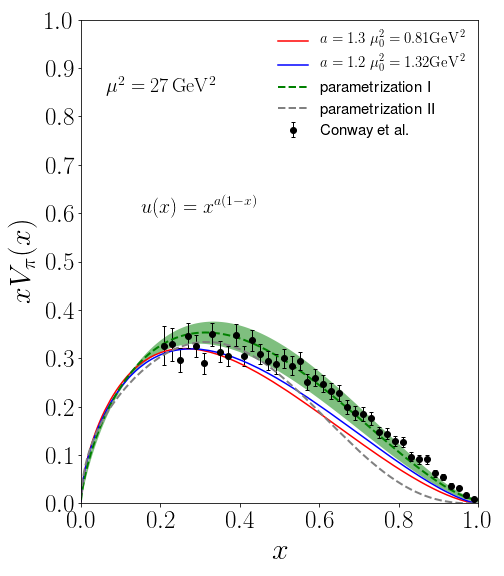 1.0
0.9
0.8
0.7
0.6
0.5
0.4
0.3
0.2
0.1
0.0
xVπ(x)
μ² = 27 GeV²
u(x) = x^{a(1−x)}
a = 1.3 μ₀² = 0.81GeV²
a = 1.2 μ₀² = 1.32GeV²
parametrization I
parametrization II
Conway et al.
0.0 0.2 0.4 0.6 0.8 1.0
x